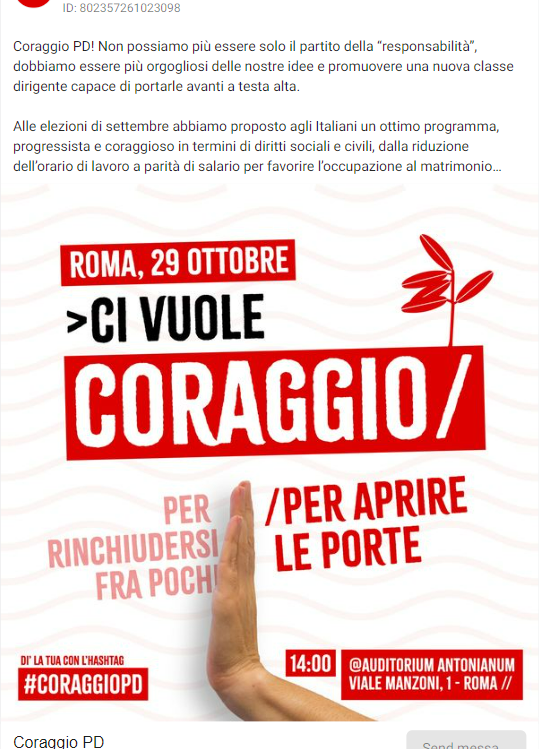 ID: 802357261023098
Coraggio PD! Non possiamo più essere solo il partito della “responsabilità”,
dobbiamo essere più orgogliosi delle nostre idee e promuovere una nuova classe
dirigente capace di portarle avanti a testa alta.
Alle elezioni di settembre abbiamo proposto agli Italiani un ottimo programma,
progressista e coraggioso in termini di diritti sociali e civili, dalla riduzione
dell’orario di lavoro a parità di salario per favorire l’occupazione al matrimonio...
ROMA, 29 OTTOBRE
>CI VUOLE
CORAGGIO/
PER
RINCHIUDERSI
FRA POCHI
/PER APRIRE
LE PORTE
DI' LA TUA CON L'HASHTAG
#CORAGGIOPD
14:00
@AUDITORIUM ANTONIANUM
VIALE MANZONI, 1 - ROMA //
Coraggio PD
Send messa...